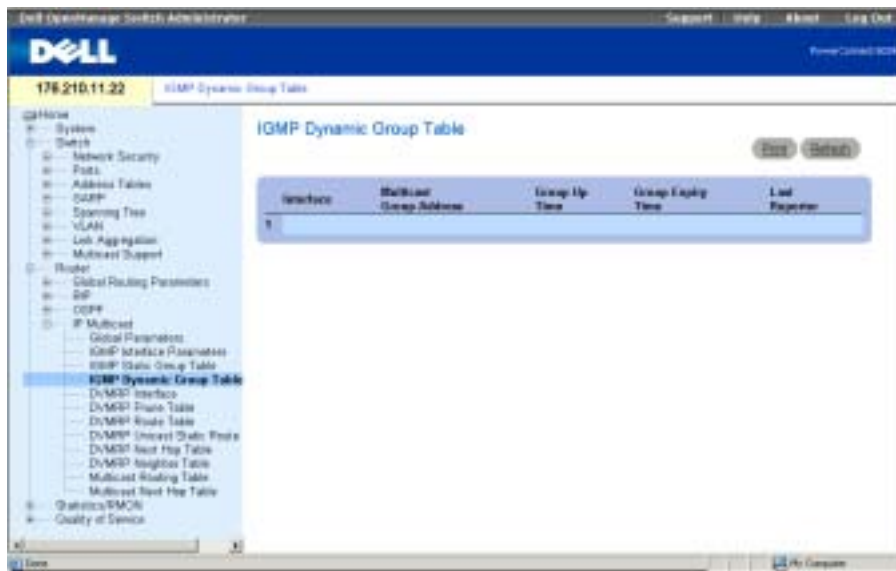 Dell OpenManage Switch Administrator
Support Help About Log Out
DELL
PowerConnect
176.210.11.22
IGMP Dynamic Group Table
Home
System
Switch
Network Security
Ports
Address Tables
GARP
Spanning Tree
VLAN
Link Aggregation
Multicast Support
Router
Global Routing Parameters
RIP
OSPF
IP Multicast
Global Parameters
IGMP Interface Parameters
IGMP Static Group Table
IGMP Dynamic Group Table
DVMRP Interface
DVMRP Prune Table
DVMRP Route Table
DVMRP Unicast Static Route
DVMRP Next Hop Table
DVMRP Neighbor Table
Multicast Routing Table
Multicast Next Hop Table
Statistics/RMON
Quality of Service
IGMP Dynamic Group Table
Print Refresh
Interface
Multicast
Group Address
Group Up
Time
Group Expiry
Time
Last
Reporter
1
Done
My Computer